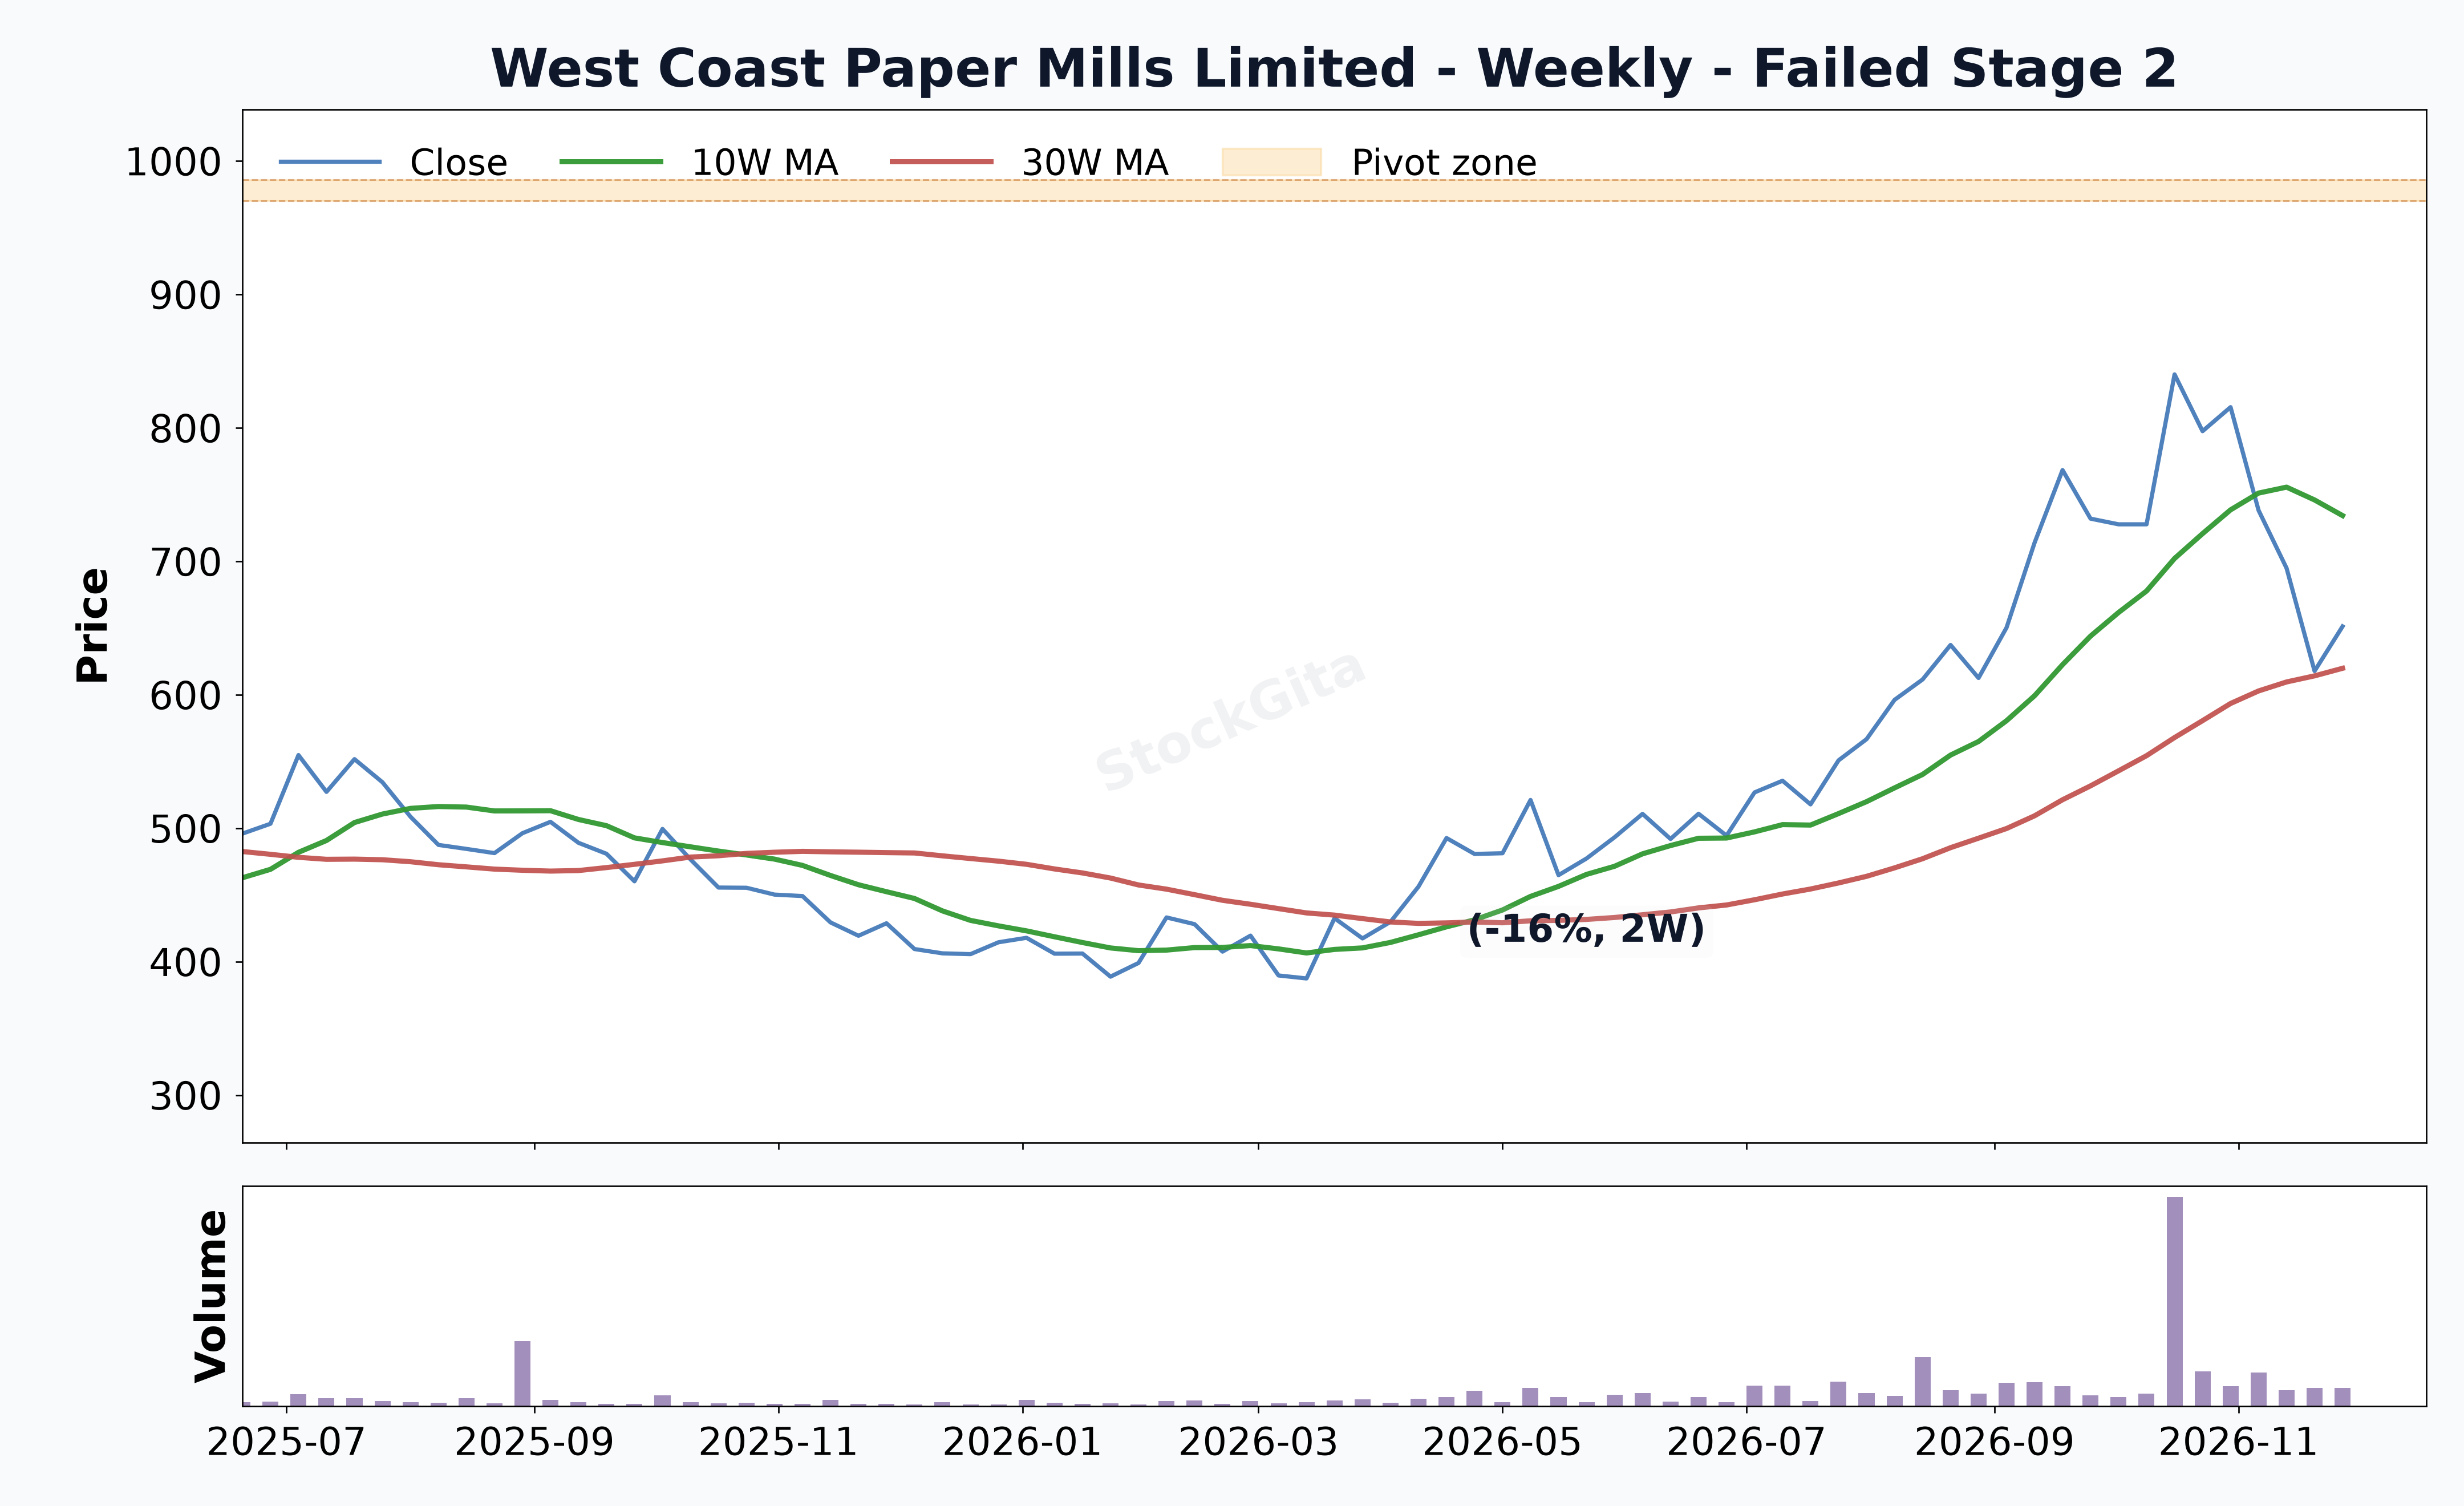 West Coast Paper Mills Limited - Weekly - Failed Stage 2
Close 10W MA 30W MA Pivot zone
1000
900
800
700
600
500
400
300
Price
StockGita
(-16%, 2W)
Volume
2025-07 2025-09 2025-11 2026-01 2026-03 2026-05 2026-07 2026-09 2026-11